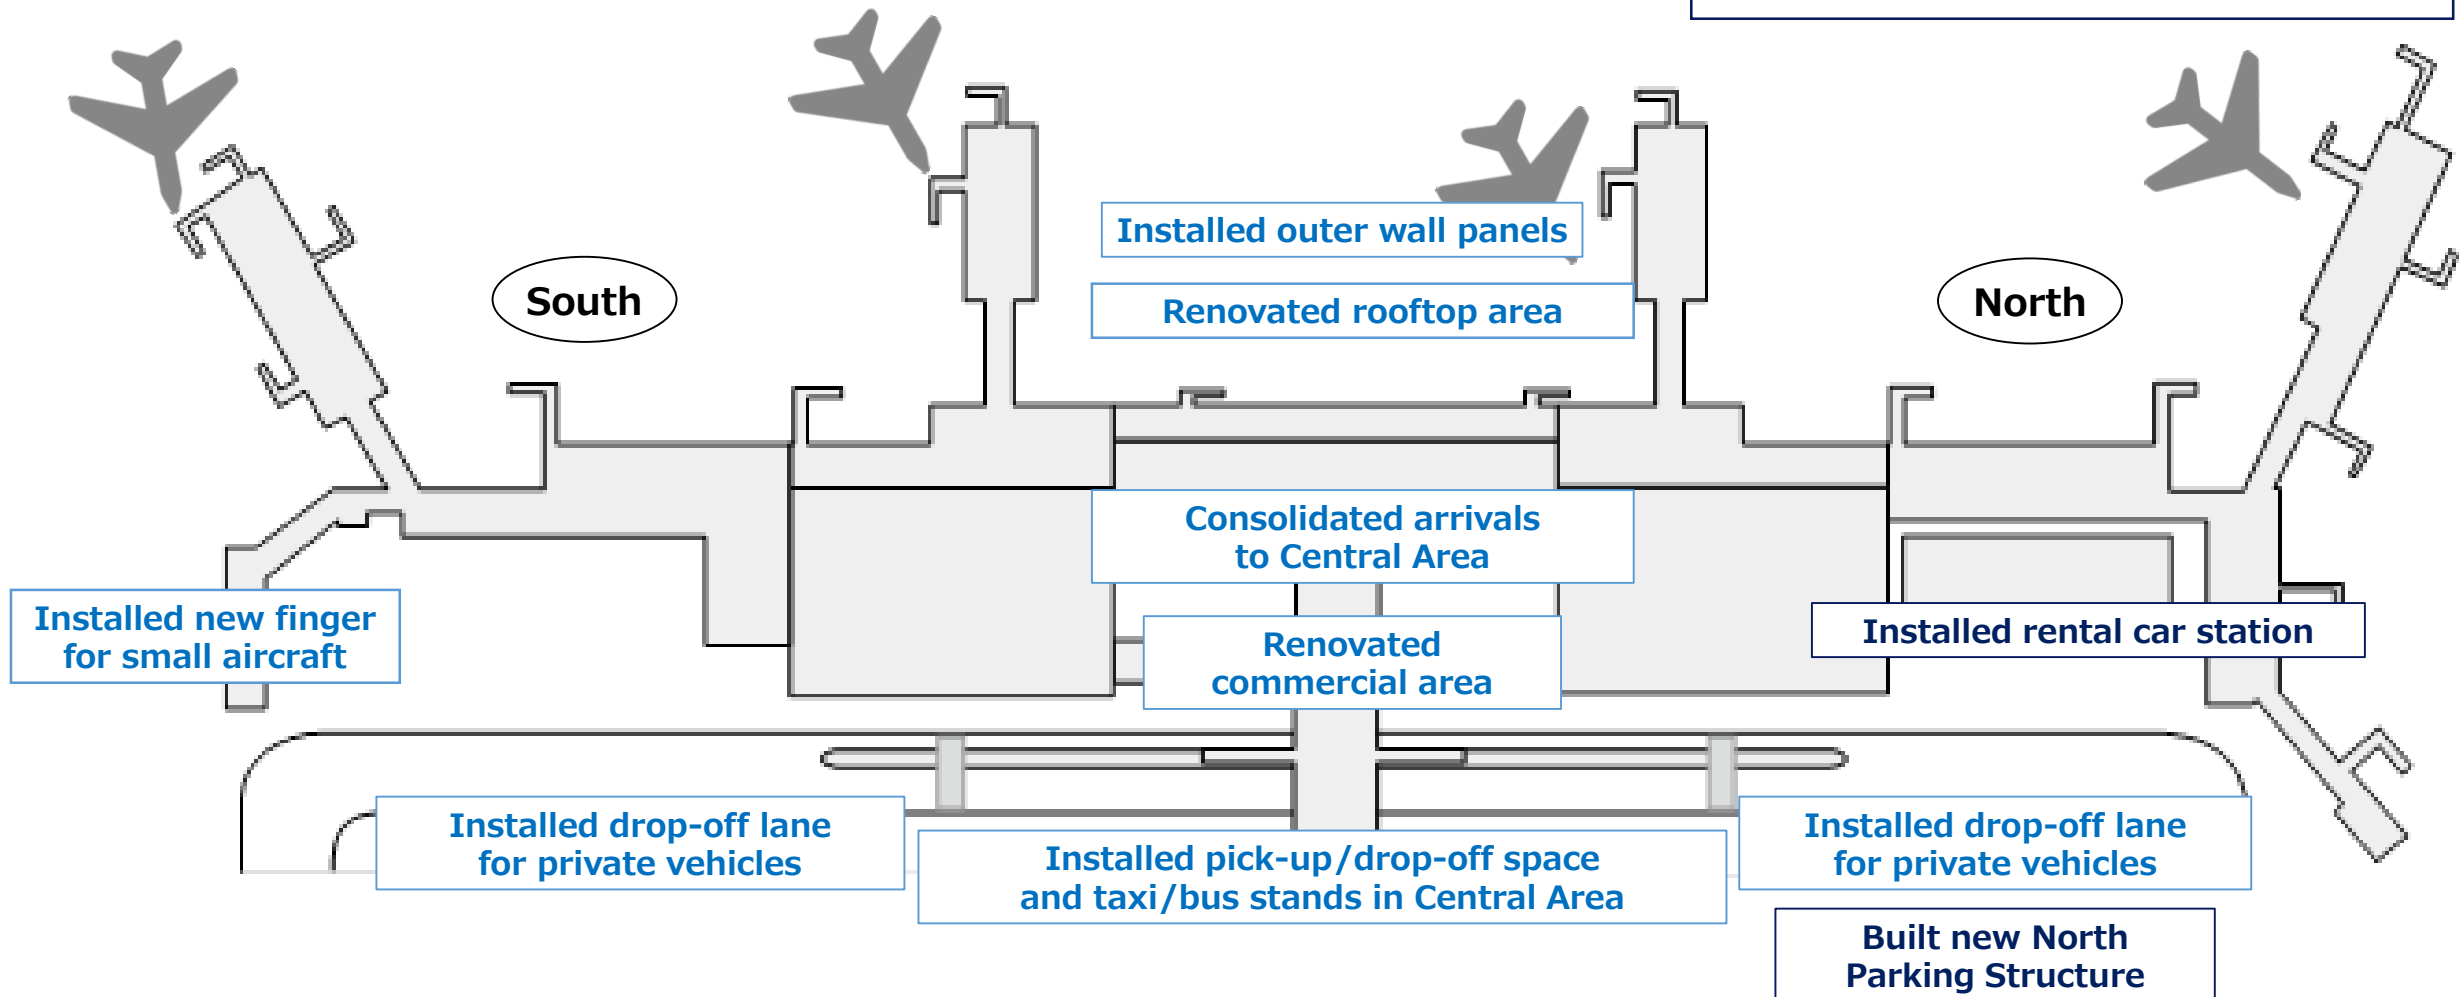 Installed outer wall panels
South
North
Renovated rooftop area
Consolidated arrivals
to Central Area
Installed new finger
for small aircraft
Renovated
commercial area
Installed rental car station
Installed drop-off lane
for private vehicles
Installed pick-up/drop-off space
and taxi/bus stands in Central Area
Installed drop-off lane
for private vehicles
Built new North
Parking Structure